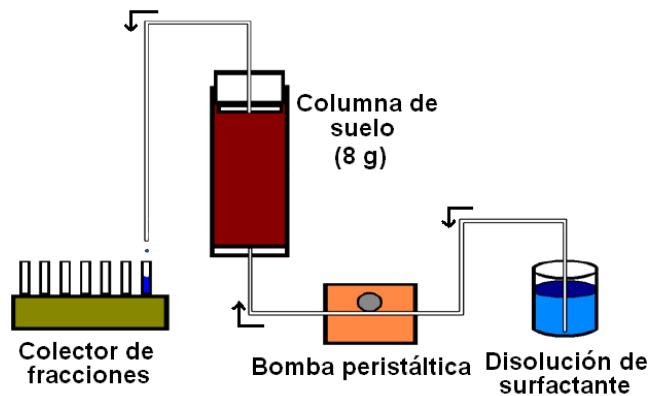 Columna de
suelo
(8 g)
Colector de
fracciones
Bomba peristáltica
Disolución de
surfactante